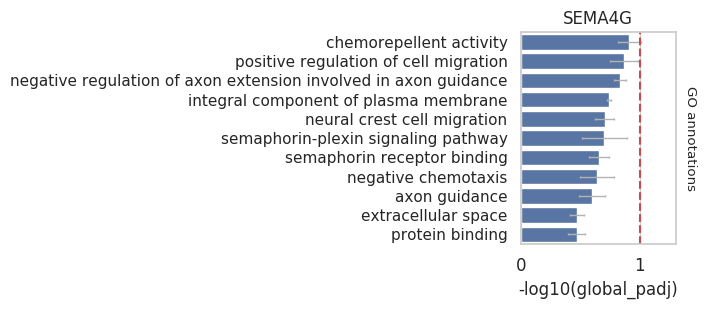 SEMA4G
chemorepellent activity
positive regulation of cell migration
negative regulation of axon extension involved in axon guidance
integral component of plasma membrane
neural crest cell migration
semaphorin-plexin signaling pathway
semaphorin receptor binding
negative chemotaxis
axon guidance
extracellular space
protein binding
GO annotations
0 1
-log10(global_padj)